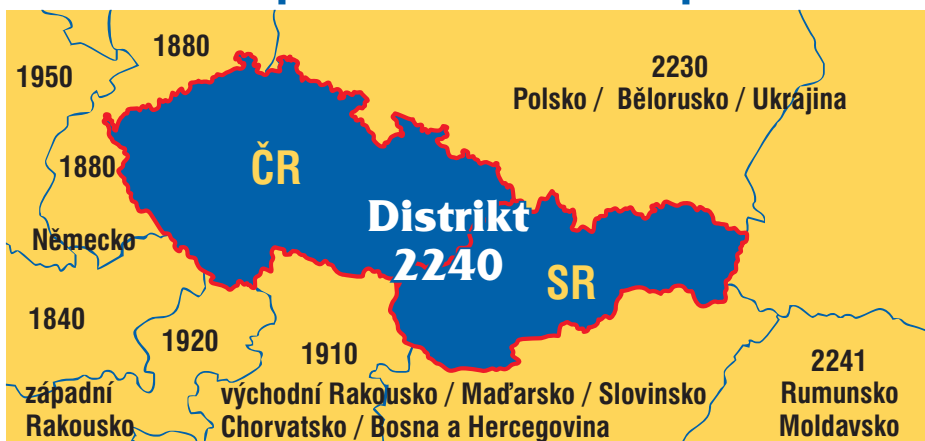 1880
1950
2230
Polsko / Bělorusko / Ukrajina
1880
ČR
Distrikt
2240
Německo
SR
1840
1920
1910
2241
západní
Rakousko
východní Rakousko / Maďarsko / Slovinsko
Chorvatsko / Bosna a Hercegovina
Rumunsko
Moldavsko